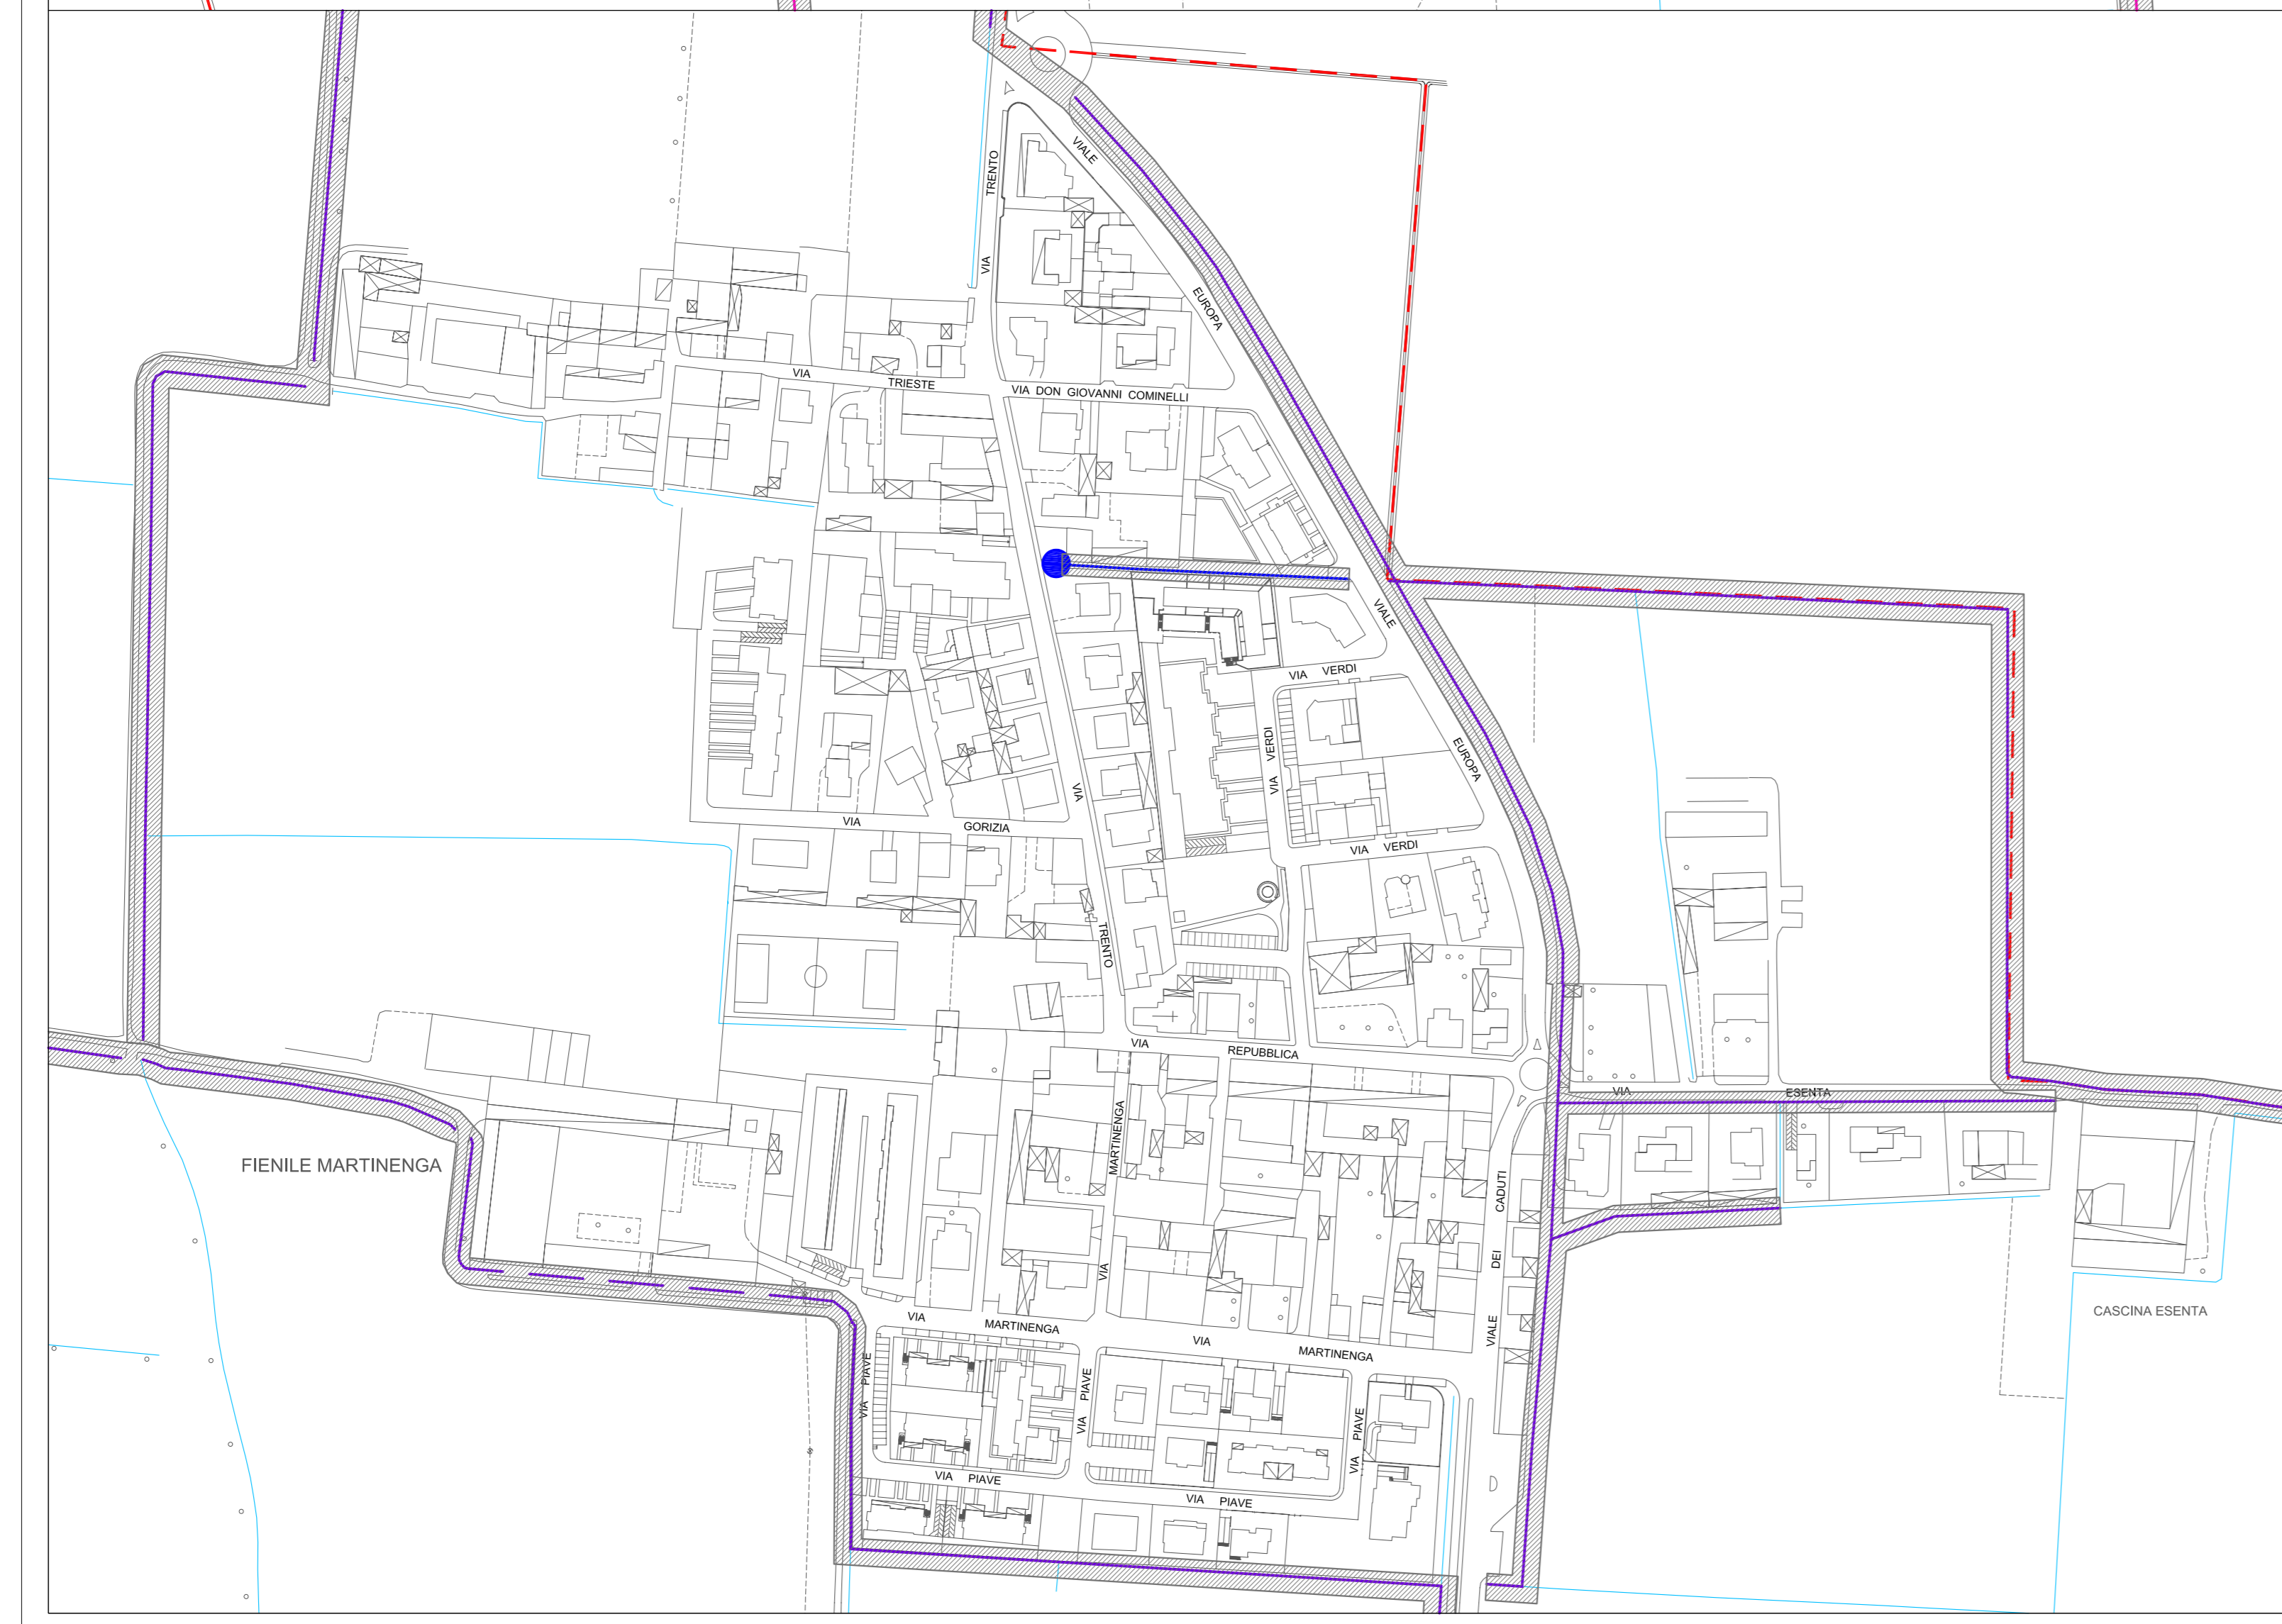 VIALE
TRENTO
VIA
EUROPA
VIA
TRIESTE
VIA DON GIOVANNI COMINELLI
VIALE
VIA VERDI
VERDI
VIA
EUROPA
VIA
VIA
GORIZIA
VIA VERDI
TRENTO
VIA
REPUBBLICA
VIA
ESENTA
MARTINENGA
FIENILE MARTINENGA
CADUTI
DEI
VIALE
VIA
CASCINA ESENTA
VIA
MARTINENGA
VIA
MARTINENGA
VIA PIAVE
VIA PIAVE
VIA PIAVE
VIA PIAVE
VIA PIAVE